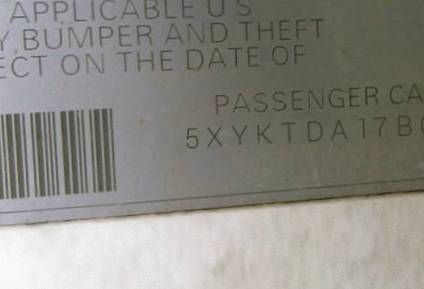 APPLICABLE U S
BUMPER AND THEFT
ECT ON THE DATE OF
PASSENGER CA
5XYKTDA17B